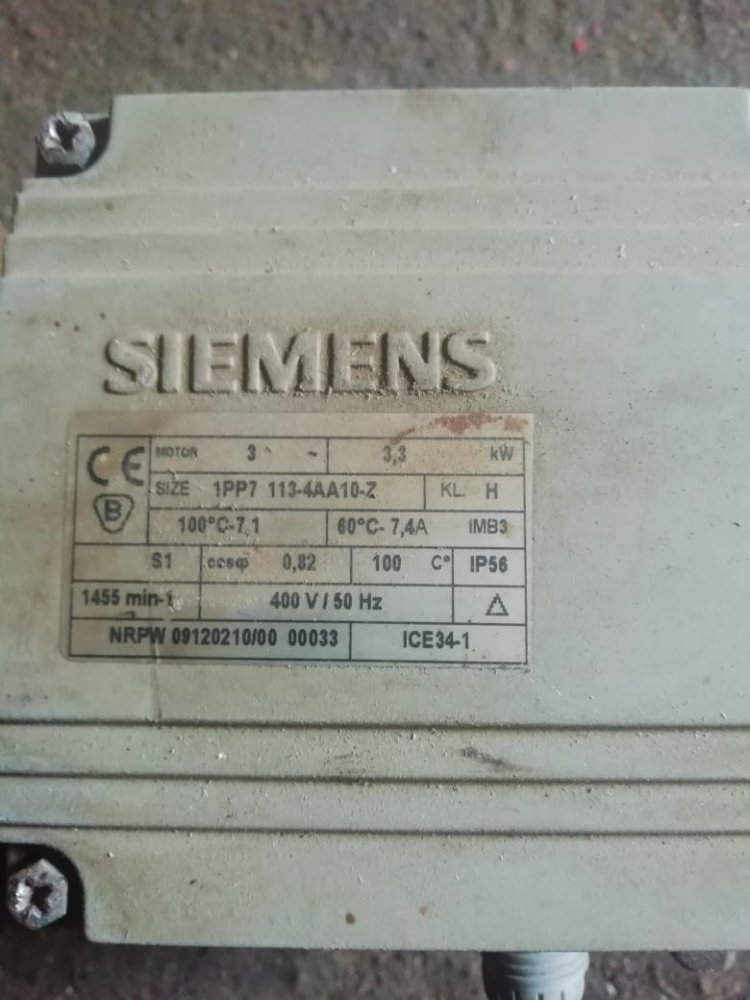 SIEMENS
CE MOTOR 3 ~ 3,3 kW
B SIZE 1PP7 113-4AA10-Z KL. H
100°C-7,1 60°C- 7,4A IMB3
S1 cosφ 0,82 100 C° IP56
1455 min-1 400 V / 50 Hz Δ
NRPW 09120210/00 00033 ICE34-1